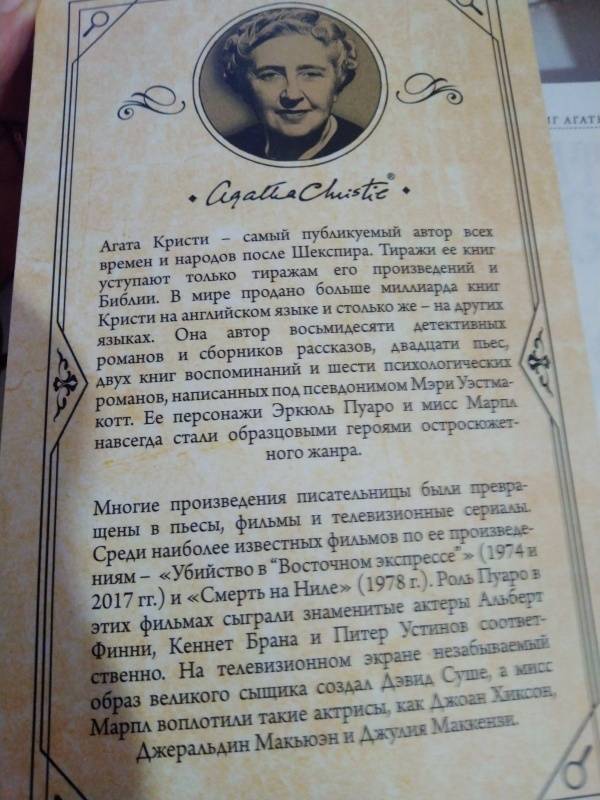 Agatha Christie®
Агата Кристи – самый публикуемый автор всех
времен и народов после Шекспира. Тиражи ее книг
уступают только тиражам его произведений и
Библии. В мире продано больше миллиарда книг
Кристи на английском языке и столько же – на других
языках. Она автор восьмидесяти детективных
романов и сборников рассказов, двадцати пьес,
двух книг воспоминаний и шести психологических
романов, написанных под псевдонимом Мэри Уэстма-
котт. Ее персонажи Эркюль Пуаро и мисс Марпл
навсегда стали образцовыми героями остросюжет-
ного жанра.
Многие произведения писательницы были превра-
щены в пьесы, фильмы и телевизионные сериалы.
Среди наиболее известных фильмов по ее произведе-
ниям – «Убийство в “Восточном экспрессе”» (1974 и
2017 гг.) и «Смерть на Ниле» (1978 г.). Роль Пуаро в
этих фильмах сыграли знаменитые актеры Альберт
Финни, Кеннет Брана и Питер Устинов соответ-
ственно. На телевизионном экране незабываемый
образ великого сыщика создал Дэвид Суше, а мисс
Марпл воплотили такие актрисы, как Джоан Хиксон,
Джеральдин Макьюэн и Джулия Маккензи.